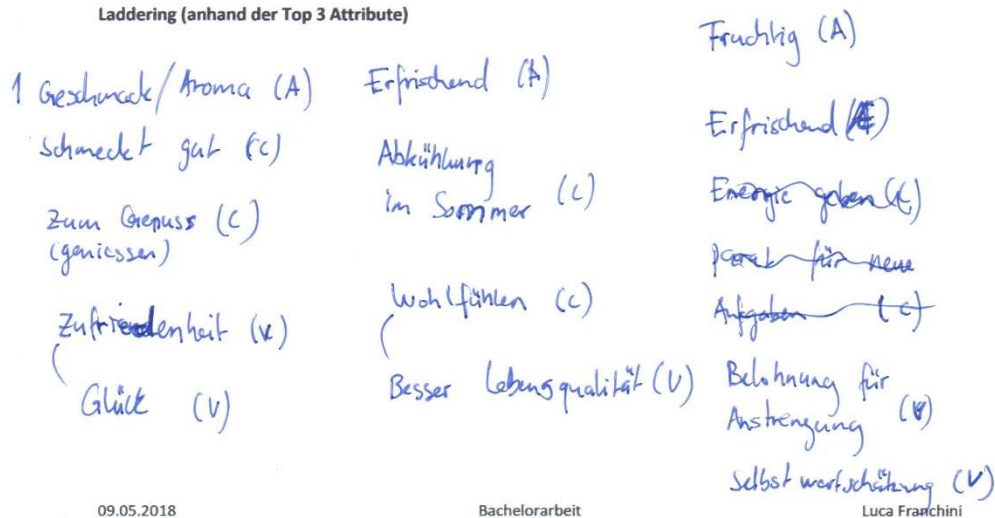 Laddering (anhand der Top 3 Attribute)
1 Geschmack/Aroma (A)
schmeckt gut (C)
zum Genuss (C)
(geniessen)
Zufriedenheit (V)
Glück (V)
Erfrischend (A)
Abkühlung
im Sommer (C)
Wohlfühlen (C)
Besser Lebensqualität (V)
Fruchtig (A)
Erfrischend (A)
Energie geben (C)
Parat für neue
Aufgaben (C)
Belohnung für
Anstrengung (V)
Selbstwertschätzung (V)
09.05.2018
Bachelorarbeit
Luca Franchini